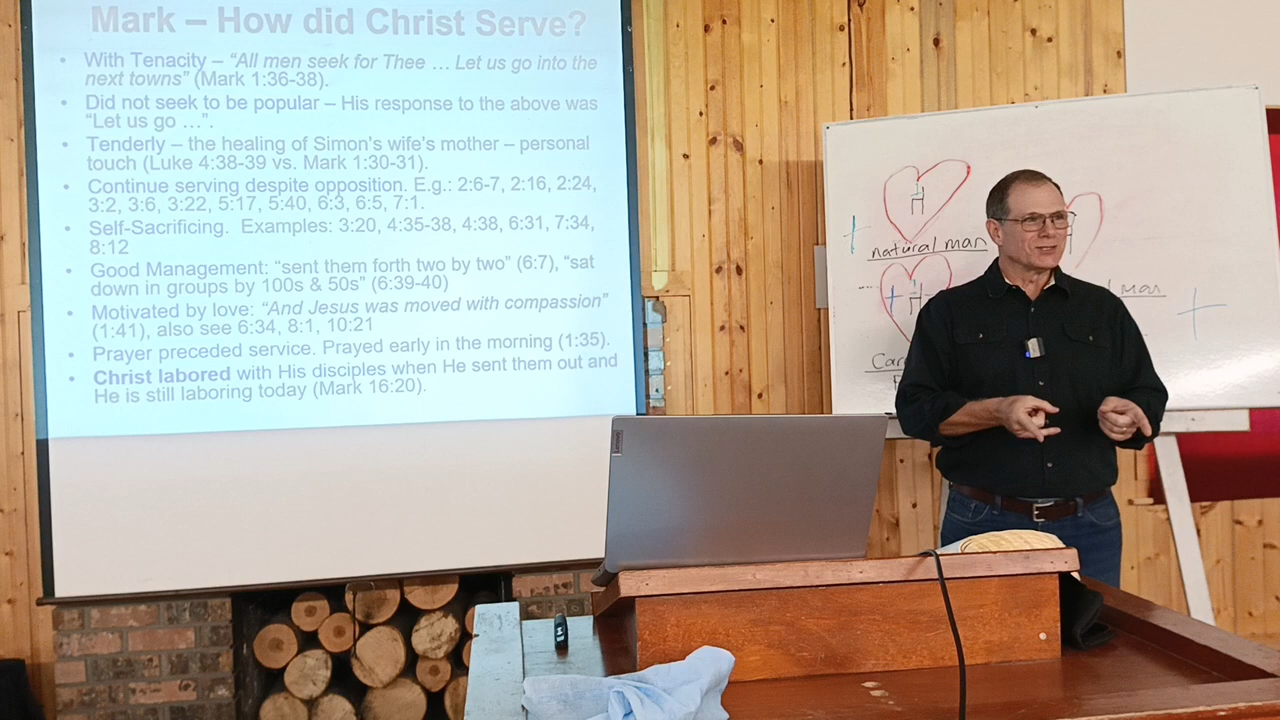 Mark – How did Christ Serve?
• With Tenacity – “All men seek for Thee … Let us go into the
next towns” (Mark 1:36-38).
• Did not seek to be popular – His response to the above was
“Let us go …”.
• Tenderly – the healing of Simon’s wife’s mother – personal
touch (Luke 4:38-39 vs. Mark 1:30-31).
• Continue serving despite opposition. E.g.: 2:6-7, 2:16, 2:24,
3:2, 3:6, 3:22, 5:17, 5:40, 6:3, 6:5, 7:1.
• Self-Sacrificing. Examples: 3:20, 4:35-38, 4:38, 6:31, 7:34,
8:12
• Good Management: “sent them forth two by two” (6:7), “sat
down in groups by 100s & 50s” (6:39-40)
• Motivated by love: “And Jesus was moved with compassion”
(1:41), also see 6:34, 8:1, 10:21
• Prayer preceded service. Prayed early in the morning (1:35).
• Christ labored with His disciples when He sent them out and
He is still laboring today (Mark 16:20).
natural man
man
Lenovo